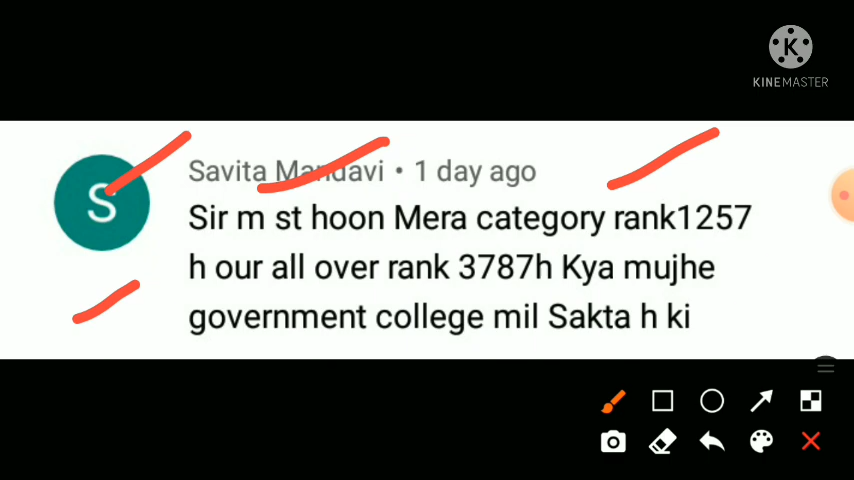 K
KINEMASTER
Savita Mandavi • 1 day ago
S
Sir m st hoon Mera category rank1257
h our all over rank 3787h Kya mujhe
government college mil Sakta h ki